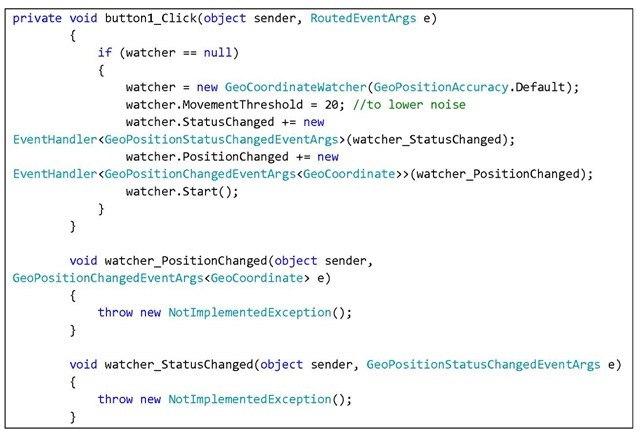 private void button1_Click(object sender, RoutedEventArgs e)
{
if (watcher == null)
{
watcher = new GeoCoordinateWatcher(GeoPositionAccuracy.Default);
watcher.MovementThreshold = 20; //to lower noise
watcher.StatusChanged += new
EventHandler<GeoPositionStatusChangedEventArgs>(watcher_StatusChanged);
watcher.PositionChanged += new
EventHandler<GeoPositionChangedEventArgs<GeoCoordinate>>(watcher_PositionChanged);
watcher.Start();
}
}
void watcher_PositionChanged(object sender,
GeoPositionChangedEventArgs<GeoCoordinate> e)
{
throw new NotImplementedException();
}
void watcher_StatusChanged(object sender, GeoPositionStatusChangedEventArgs e)
{
throw new NotImplementedException();
}